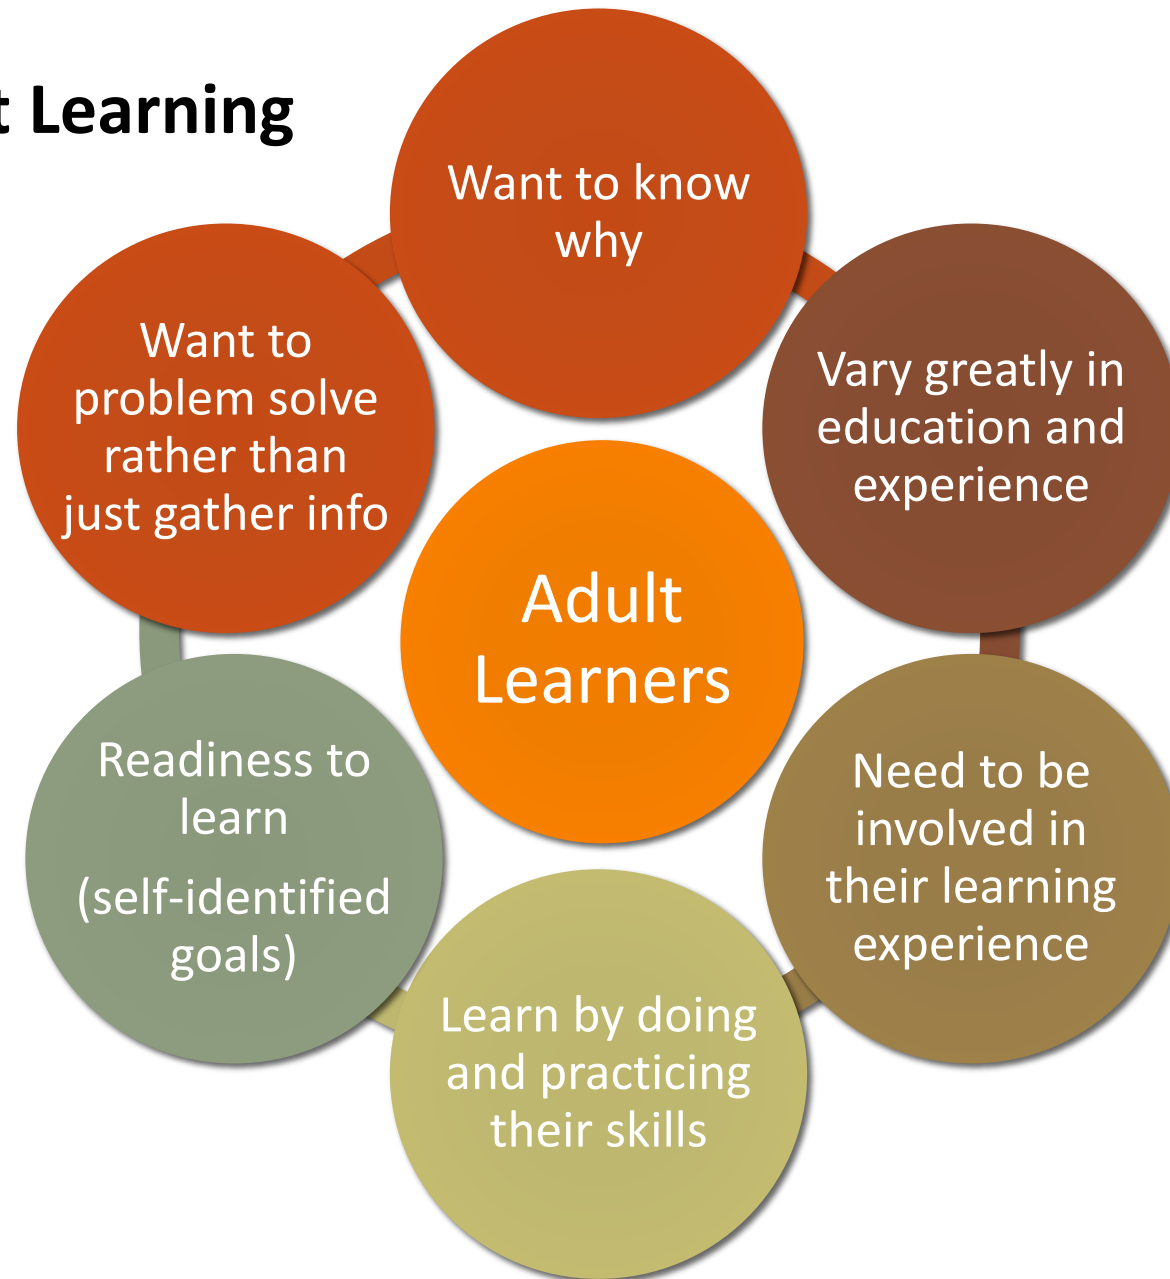 t Learning
Want to know
why
Vary greatly in
education and
experience
Need to be
involved in
their learning
experience
Learn by doing
and practicing
their skills
Readiness to
learn
(self-identified
goals)
Want to
problem solve
rather than
just gather info
Adult
Learners